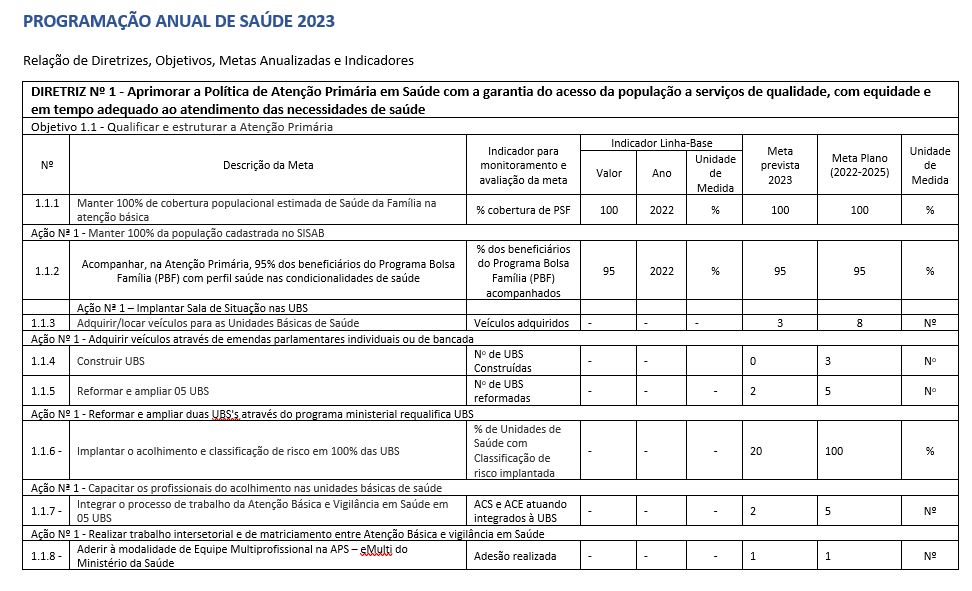 PROGRAMAÇÃO ANUAL DE SAÚDE 2023
Relação de Diretrizes, Objetivos, Metas Anualizadas e Indicadores
DIRETRIZ Nº 1 - Aprimorar a Política de Atenção Primária em Saúde com a garantia do acesso da população a serviços de qualidade, com equidade e
em tempo adequado ao atendimento das necessidades de saúde
Objetivo 1.1 - Qualificar e estruturar a Atenção Primária
Nº
Descrição da Meta
Indicador para
monitoramento e
avaliação da meta
Indicador Linha-Base
Valor
Ano
Unidade
de
Medida
Meta
prevista
2023
Meta Plano
(2022-2025)
Unidade
de
Medida
1.1.1
Manter 100% de cobertura populacional estimada de Saúde da Família na
atenção básica
% cobertura de PSF
100
2022
%
100
100
%
Ação Nª 1 - Manter 100% da população cadastrada no SISAB
1.1.2
Acompanhar, na Atenção Primária, 95% dos beneficiários do Programa Bolsa
Família (PBF) com perfil saúde nas condicionalidades de saúde
% dos beneficiários
do Programa Bolsa
Família (PBF)
acompanhados
95
2022
%
95
95
%
Ação Nª 1 – Implantar Sala de Situação nas UBS
1.1.3
Adquirir/locar veículos para as Unidades Básicas de Saúde
Veículos adquiridos
-
-
-
3
8
Nº
Ação Nº 1 - Adquirir veículos através de emendas parlamentares individuais ou de bancada
1.1.4
Construir UBS
Nº de UBS
Construídas
-
-
0
3
Nº
1.1.5
Reformar e ampliar 05 UBS
Nº de UBS
reformadas
-
-
-
2
5
Nº
Ação Nº 1 - Reformar e ampliar duas UBS's através do programa ministerial requalifica UBS
1.1.6 -
Implantar o acolhimento e classificação de risco em 100% das UBS
% de Unidades de
Saúde com
Classificação de
risco implantada
-
-
-
20
100
%
Ação Nª 1 - Capacitar os profissionais do acolhimento nas unidades básicas de saúde
1.1.7 -
Integrar o processo de trabalho da Atenção Básica e Vigilância em Saúde em
05 UBS
ACS e ACE atuando
integrados à UBS
-
-
-
2
5
Nº
Ação Nº 1 - Realizar trabalho intersetorial e de matriciamento entre Atenção Básica e vigilância em Saúde
1.1.8 -
Aderir à modalidade de Equipe Multiprofissional na APS – eMulti do
Ministério da Saúde
Adesão realizada
-
-
-
1
1
Nº